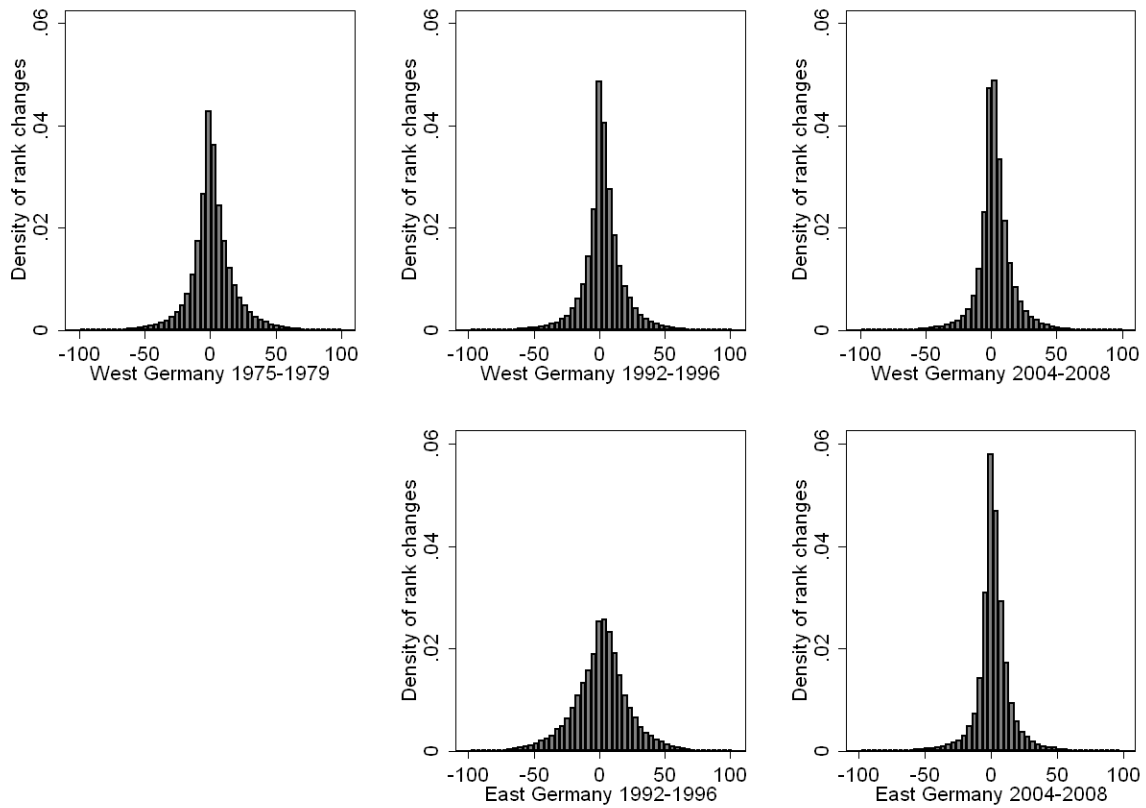 Density of rank changes
0 .02 .04 .06
-100 -50 0 50 100
West Germany 1975-1979
Density of rank changes
0 .02 .04 .06
-100 -50 0 50 100
West Germany 1992-1996
Density of rank changes
0 .02 .04 .06
-100 -50 0 50 100
West Germany 2004-2008
Density of rank changes
0 .02 .04 .06
-100 -50 0 50 100
East Germany 1992-1996
Density of rank changes
0 .02 .04 .06
-100 -50 0 50 100
East Germany 2004-2008